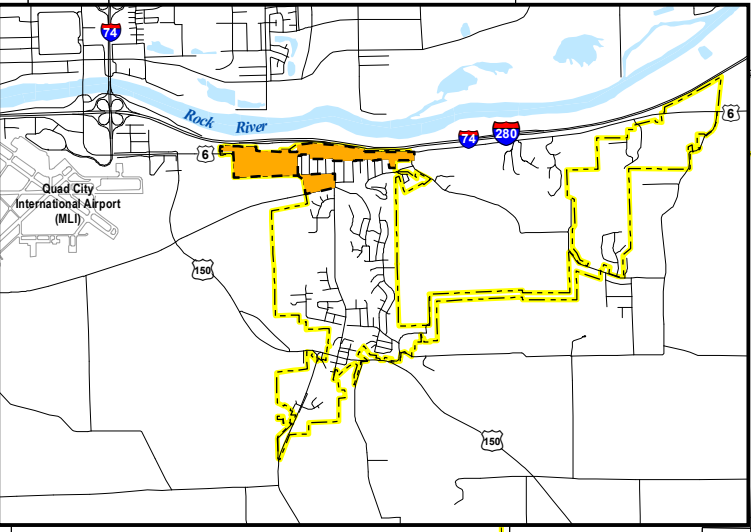 74
Rock River
6
74
280
6
Quad City
International Airport
(MLI)
150
150